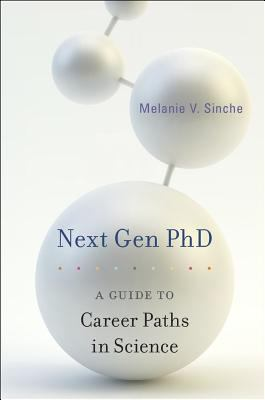 Melanie V. Sinche
Next Gen PhD
A GUIDE TO
Career Paths
in Science